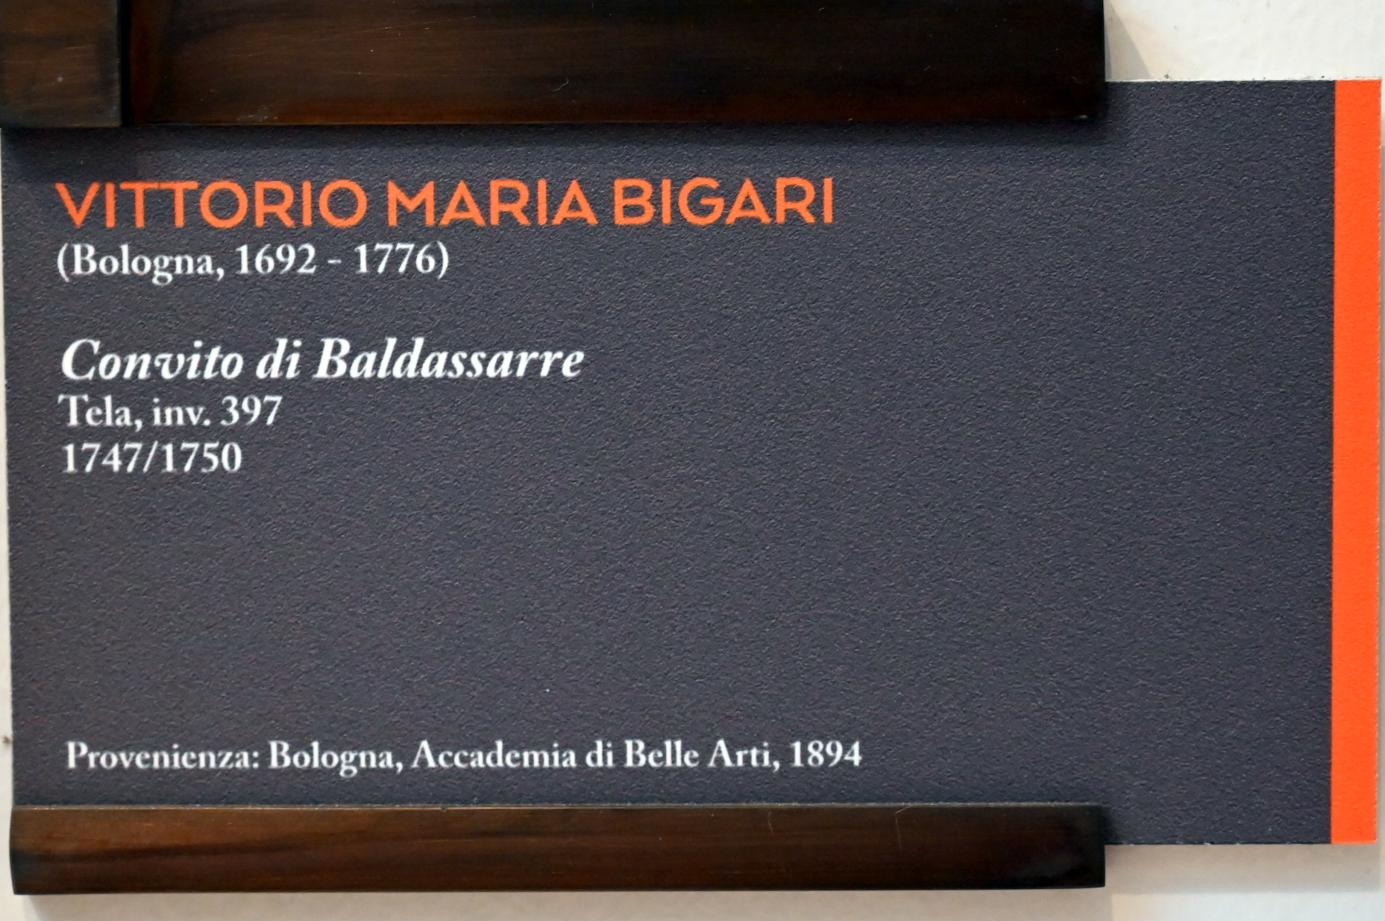 VITTORIO MARIA BIGARI
(Bologna, 1692 - 1776)
Convito di Baldassarre
Tela, inv. 397
1747/1750
Provenienza: Bologna, Accademia di Belle Arti, 1894